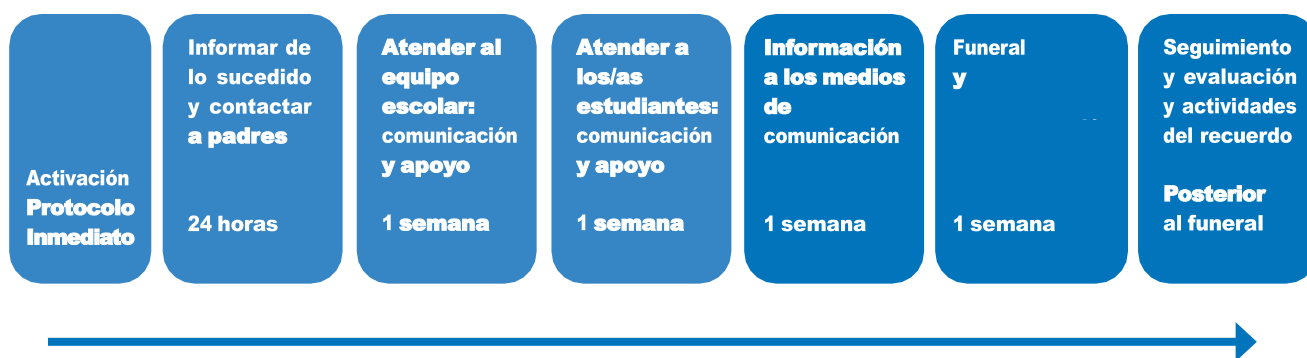 Activación
Protocolo
Inmediato
Informar de
lo sucedido
y contactar
a padres
24 horas
Atender al
equipo
escolar:
comunicación
y apoyo
1 semana
Atender a
los/as
estudiantes:
comunicación
y apoyo
1 semana
Información
a los medios
de
comunicación
1 semana
Funeral
y
1 semana
Seguimiento
y evaluación
y actividades
del recuerdo
Posterior
al funeral